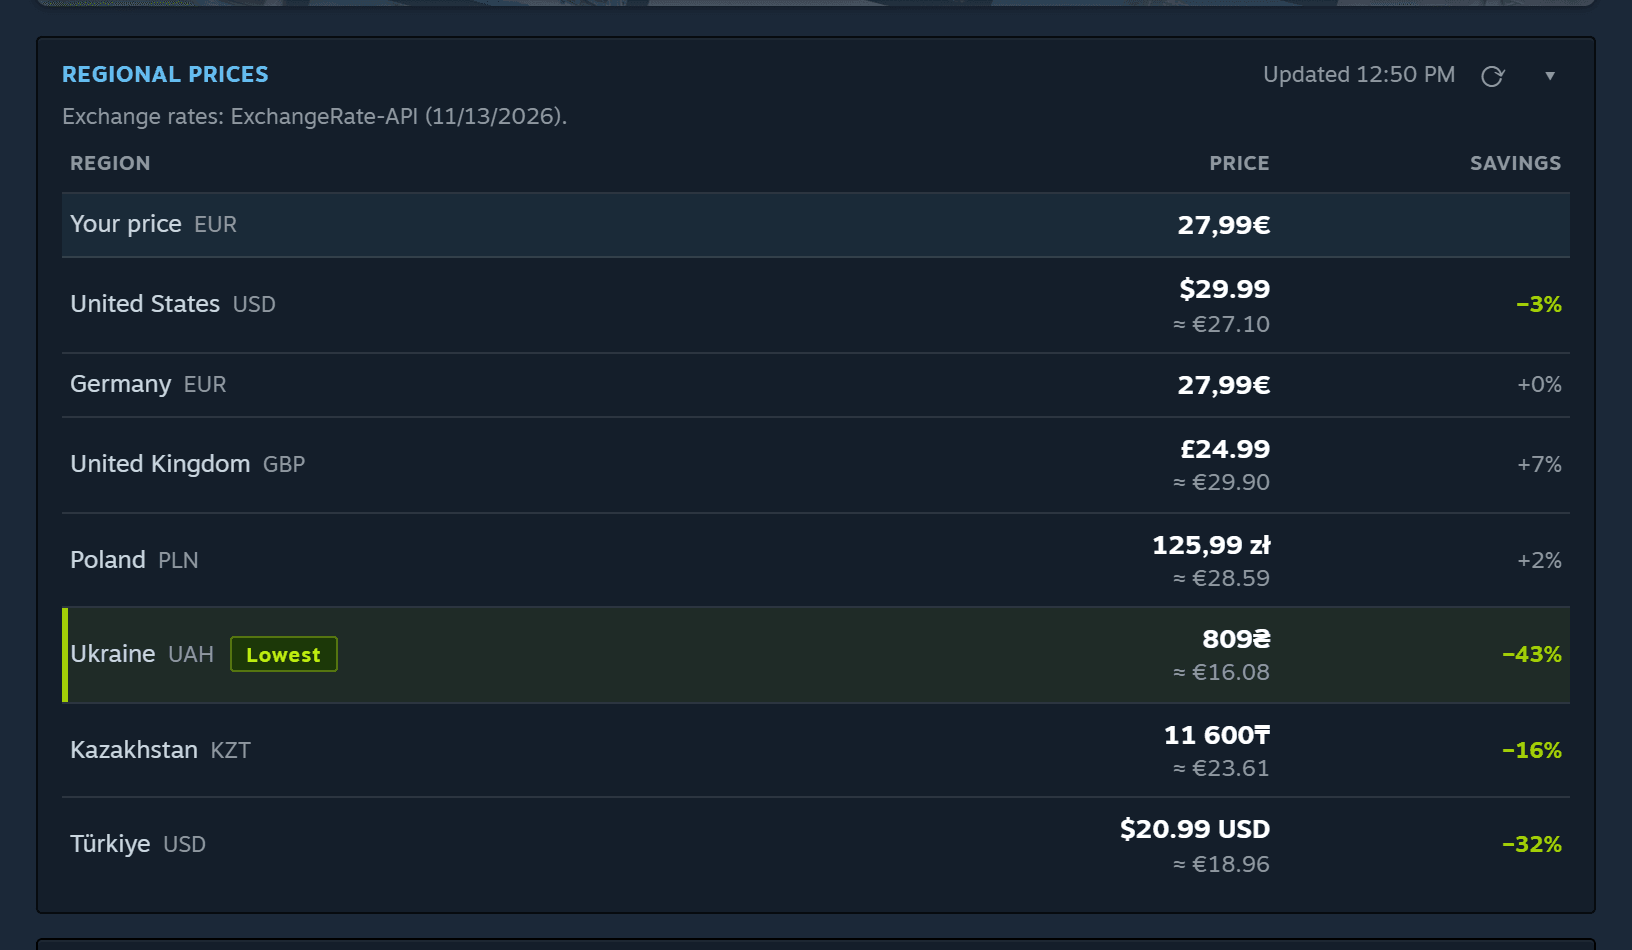 REGIONAL PRICES
Updated 12:50 PM
Exchange rates: ExchangeRate-API (11/13/2026).
REGION PRICE SAVINGS
Your price EUR 27,99€
United States USD $29.99 −3%
≈ €27.10
Germany EUR 27,99€ +0%
United Kingdom GBP £24.99 +7%
≈ €29.90
Poland PLN 125,99 zł +2%
≈ €28.59
Ukraine UAH Lowest 809₴ −43%
≈ €16.08
Kazakhstan KZT 11 600₸ −16%
≈ €23.61
Türkiye USD $20.99 USD −32%
≈ €18.96